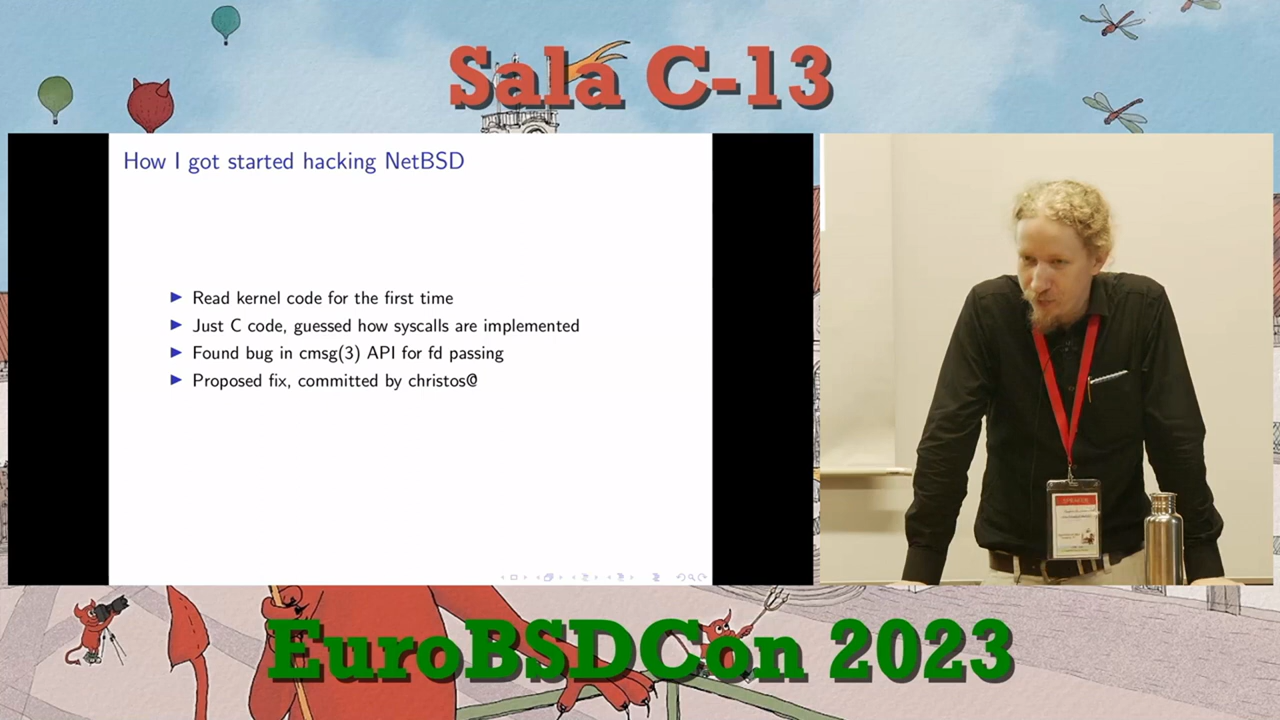 Sala C-13
How I got started hacking NetBSD
Read kernel code for the first time
Just C code, guessed how syscalls are implemented
Found bug in cmsg(3) API for fd passing
Proposed fix, committed by christos@
SPEAKER
EuroBSDCon 2023